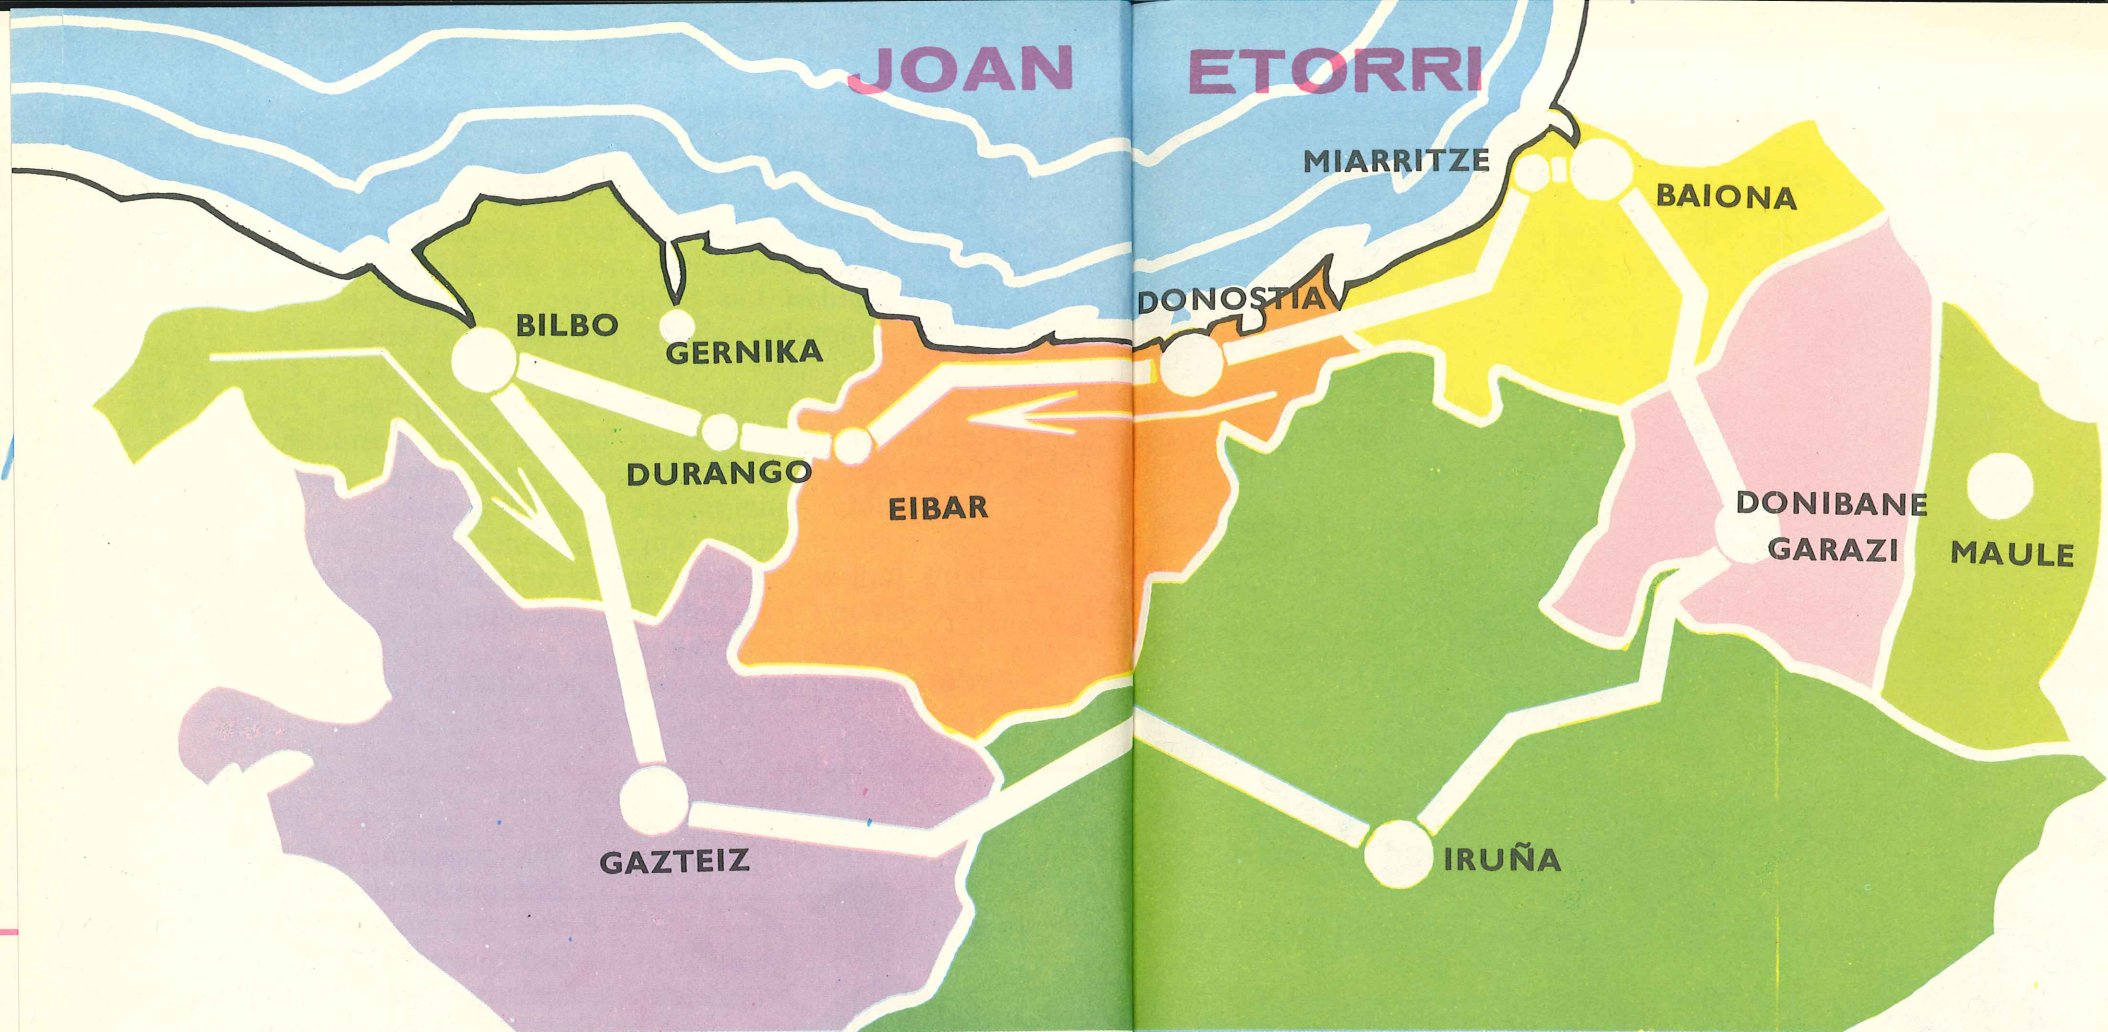 JOAN ETORRI
MIARRITZE
BAIONA
DONOSTIA
BILBO
GERNIKA
DURANGO
EIBAR
DONIBANE
GARAZI
MAULE
GAZTEIZ
IRUÑA